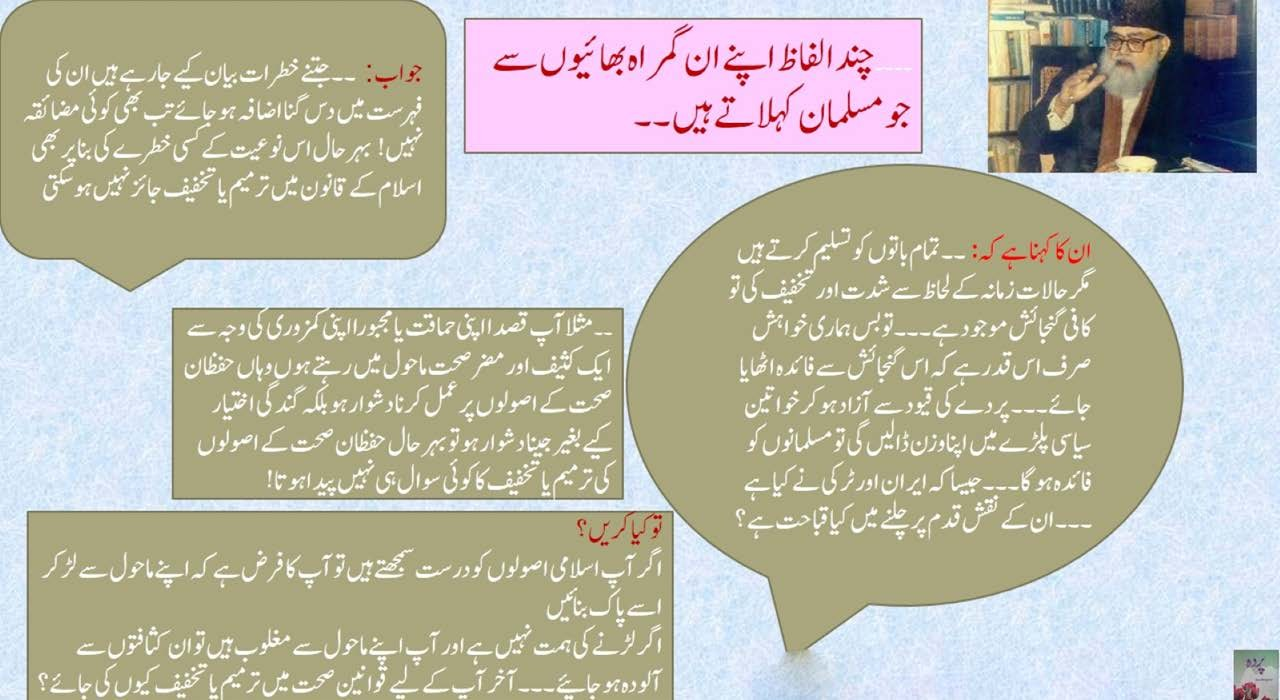 ....چند الفاظ اپنے ان گمراہ بھائیوں سے
جو مسلمان کہلاتے ہیں۔۔
ان کا کہنا ہے کہ: ۔۔تمام باتوں کو تسلیم کرتے ہیں
مگر حالات زمانہ کے لحاظ سے شدت اور تخفیف کی تو
کافی گنجائش موجود ہے۔۔۔تو بس ہماری خواہش
صرف اس قدر ہے کہ اس گنجائش سے فائدہ اٹھایا
جائے۔۔۔پردے کی قیود سے آزاد ہو کر خواتین
سیاسی پلڑے میں اپنا وزن ڈالیں گی تو مسلمانوں کو
فائدہ ہو گا۔۔۔جیسا کہ ایران اور ٹرکی نے کیا ہے
۔۔۔ان کے نقش قدم پر چلنے میں کیا قباحت ہے؟
جواب: ۔۔جتنے خطرات بیان کیے جا رہے ہیں ان کی
فہرست میں دس گنا اضافہ ہو جائے تب بھی کوئی مضائقہ
نہیں! بہر حال اس نوعیت کے کسی خطرے کی بنا پر بھی
اسلام کے قانون میں ترمیم یا تخفیف جائز نہیں ہو سکتی
۔۔مثلا آپ قصدا اپنی حماقت یا مجبورا اپنی کمزوری کی وجہ سے
ایک کثیف اور مضر صحت ماحول میں رہتے ہوں وہاں حفظان
صحت کے اصولوں پر عمل کرنا دشوار ہو بلکہ گندگی اختیار
کیے بغیر جینا دشوار ہو تو بہر حال حفظان صحت کے اصولوں
کی ترمیم یا تخفیف کا کوئی سوال ہی نہیں پیدا ہوتا!
تو کیا کریں؟
اگر آپ اسلامی اصولوں کو درست سمجھتے ہیں تو آپ کا فرض ہے کہ اپنے ماحول سے لڑ کر
اسے پاک بنائیں
اگر لڑنے کی ہمت نہیں ہے اور آپ اپنے ماحول سے مغلوب ہیں تو ان کثافتوں سے
آلودہ ہو جایئے۔۔۔آخر آپ کے لیے قوانین صحت میں ترمیم یا تخفیف کیوں کی جائے؟
پردہ